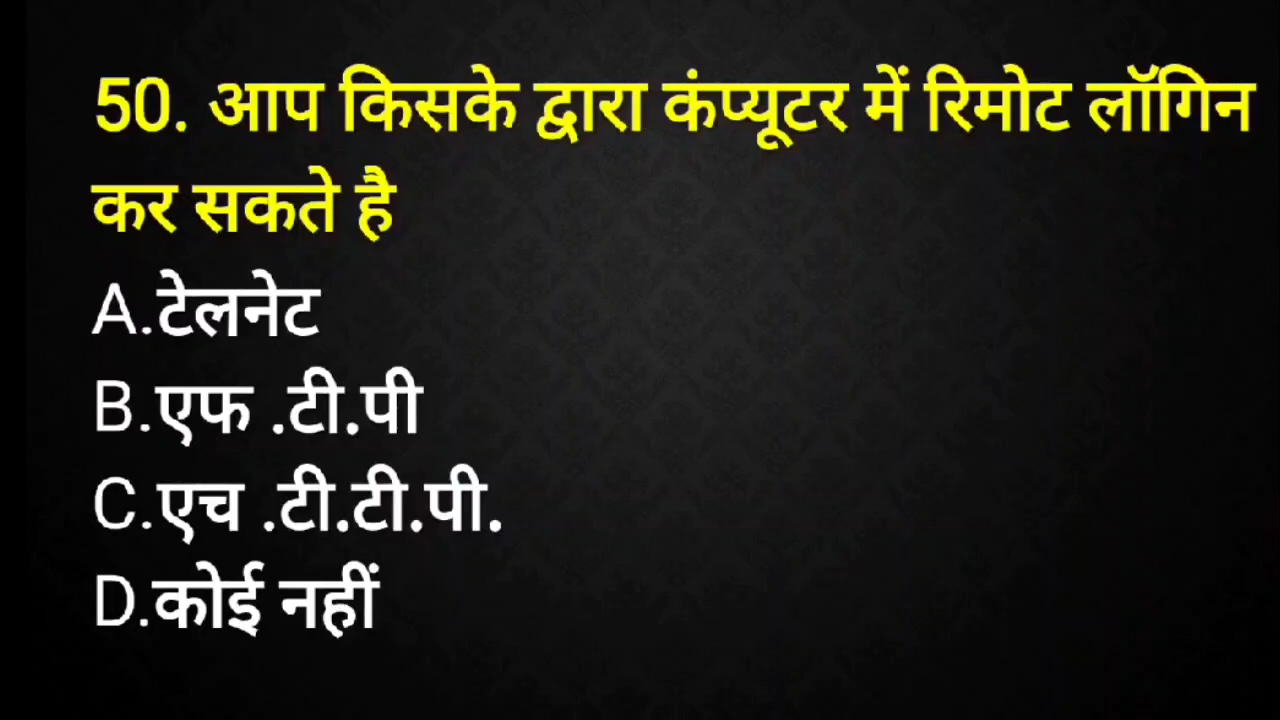 50. आप किसके द्वारा कंप्यूटर में रिमोट लॉगिन
कर सकते है
A.टेलनेट
B.एफ .टी.पी
C.एच .टी.टी.पी.
D.कोई नहीं